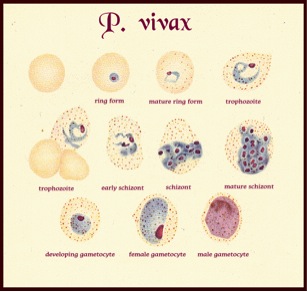 P. vivax
ring form
mature ring form
trophozoite
trophozoite
early schizont
schizont
mature schizont
developing gametocyte
female gametocyte
male gametocyte